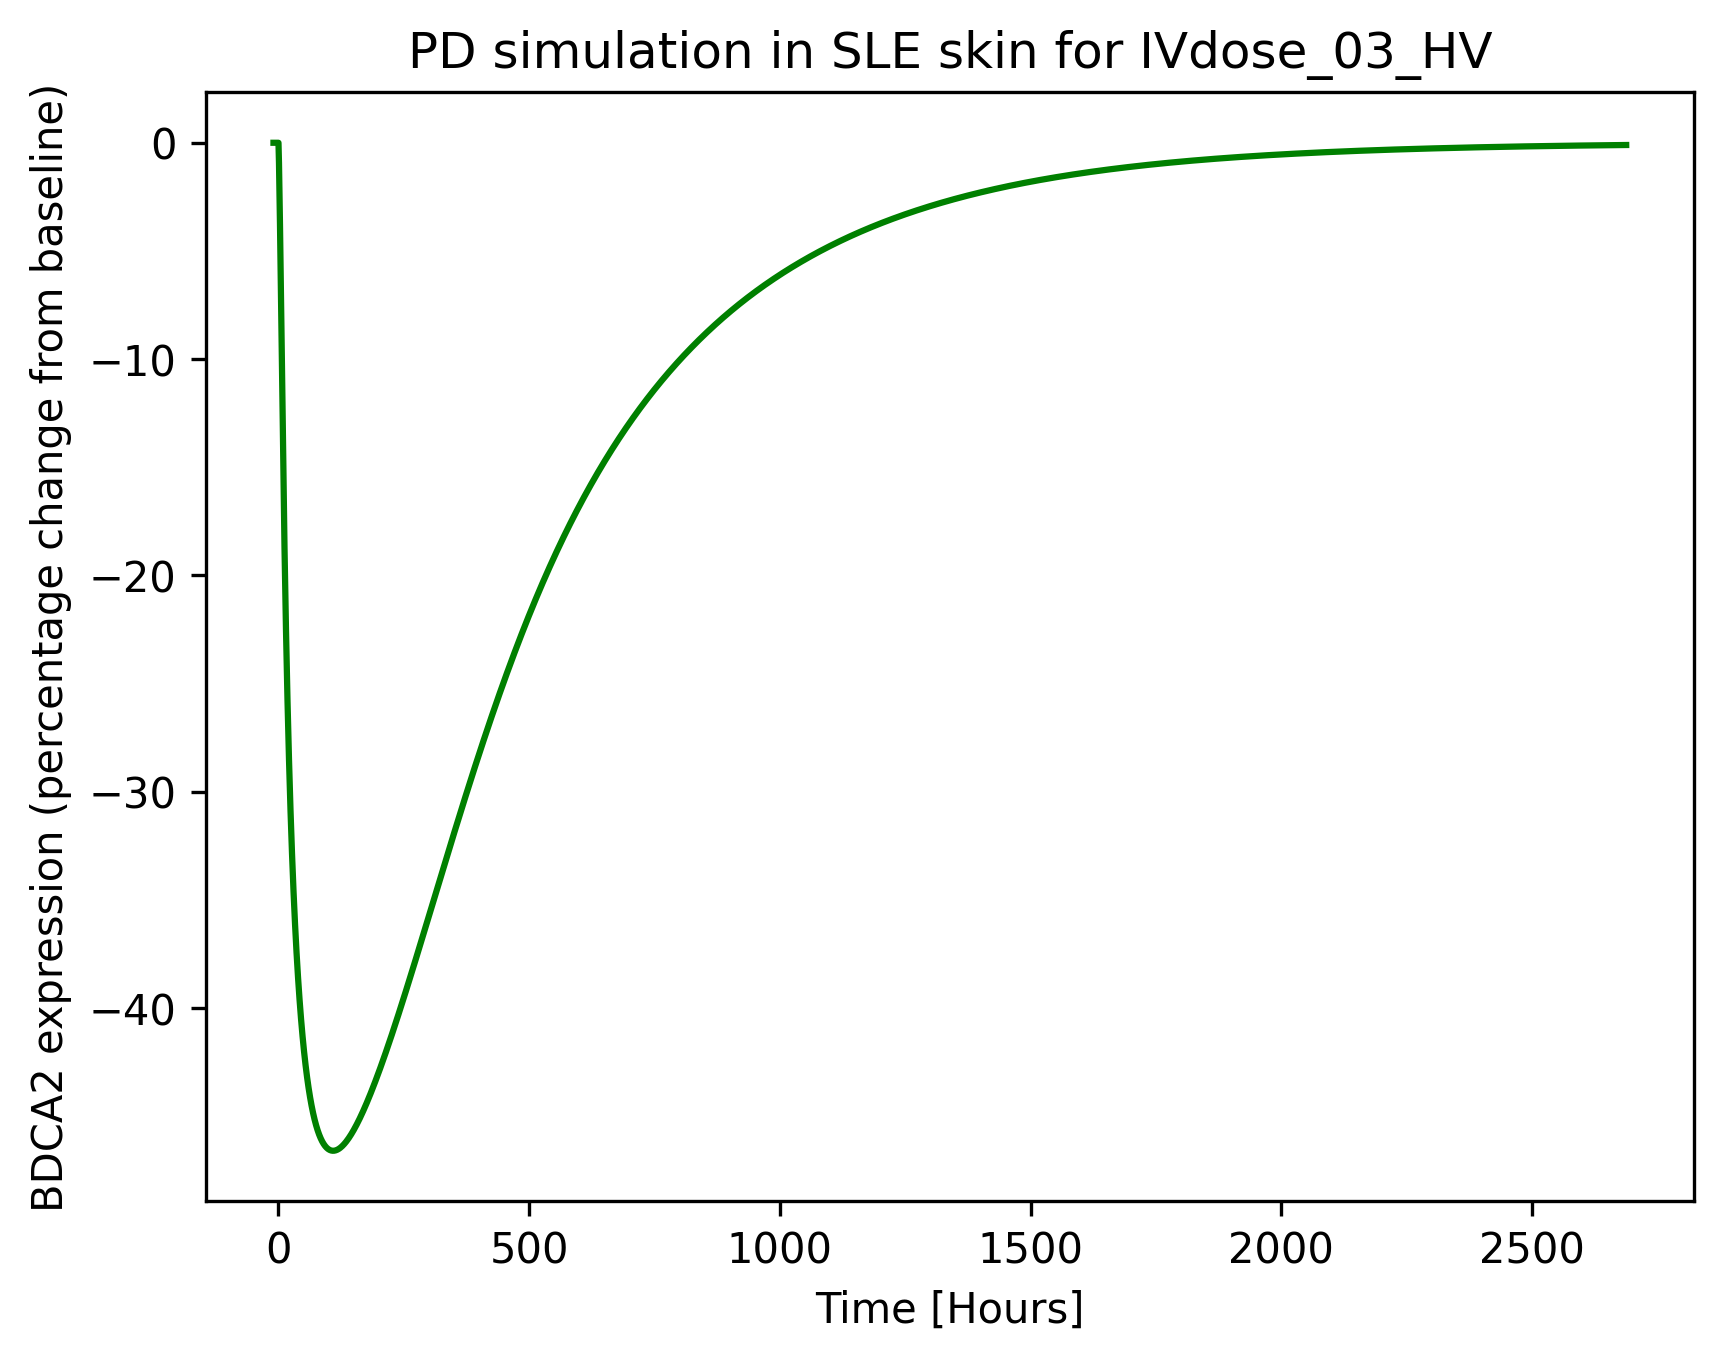 PD simulation in SLE skin for IVdose_03_HV
BDCA2 expression (percentage change from baseline)
0
−10
−20
−30
−40
0 500 1000 1500 2000 2500
Time [Hours]